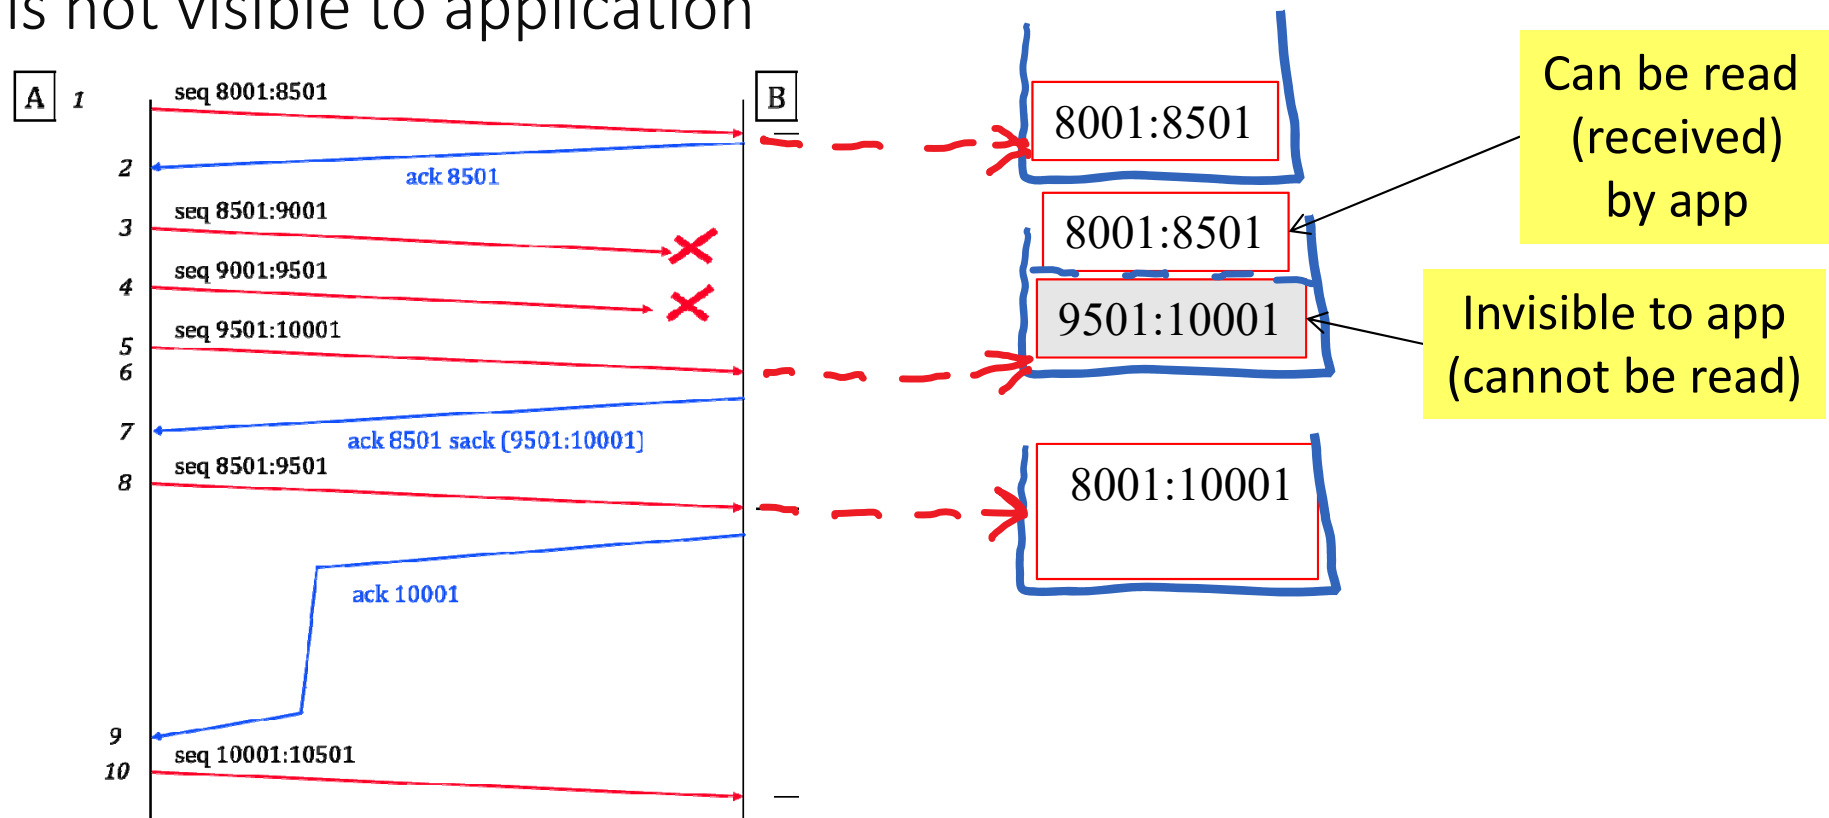 is not visible to application
A
B
1
seq 8001:8501
2
ack 8501
3
seq 8501:9001
4
seq 9001:9501
5
seq 9501:10001
6
7
ack 8501 sack (9501:10001)
8
seq 8501:9501
ack 10001
9
10
seq 10001:10501
8001:8501
8001:8501
9501:10001
8001:10001
Can be read
(received)
by app
Invisible to app
(cannot be read)